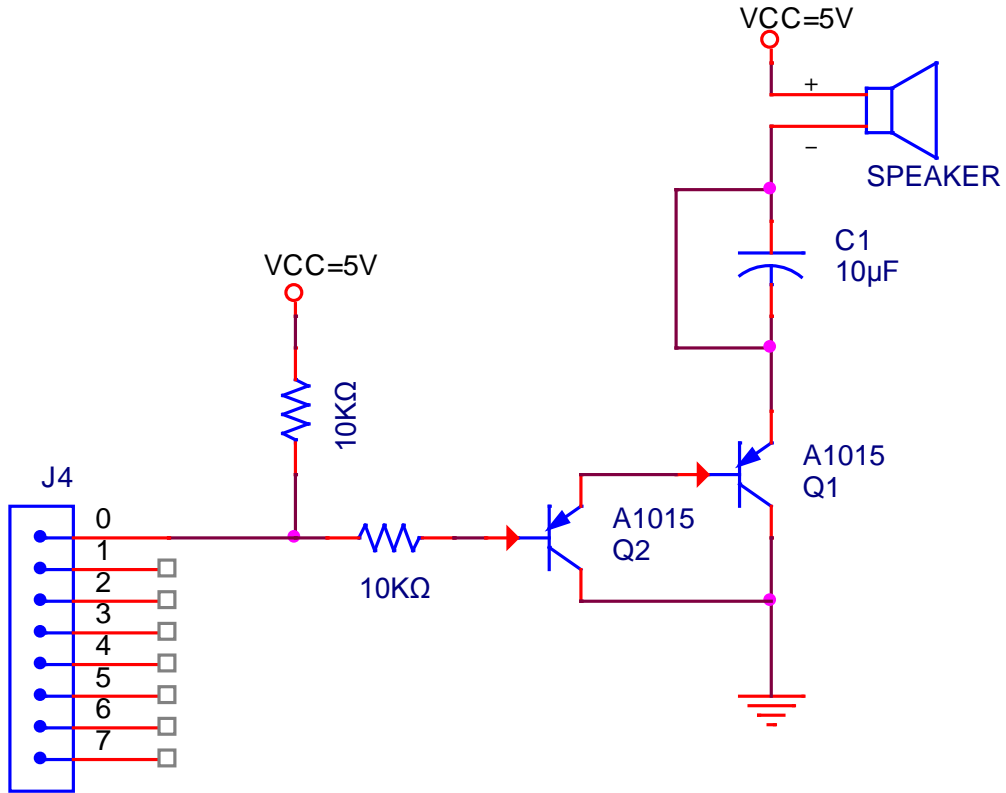 VCC=5V
+
−
SPEAKER
C1
10µF
VCC=5V
10KΩ
A1015
Q1
J4
A1015
Q2
10KΩ
0
1
2
3
4
5
6
7